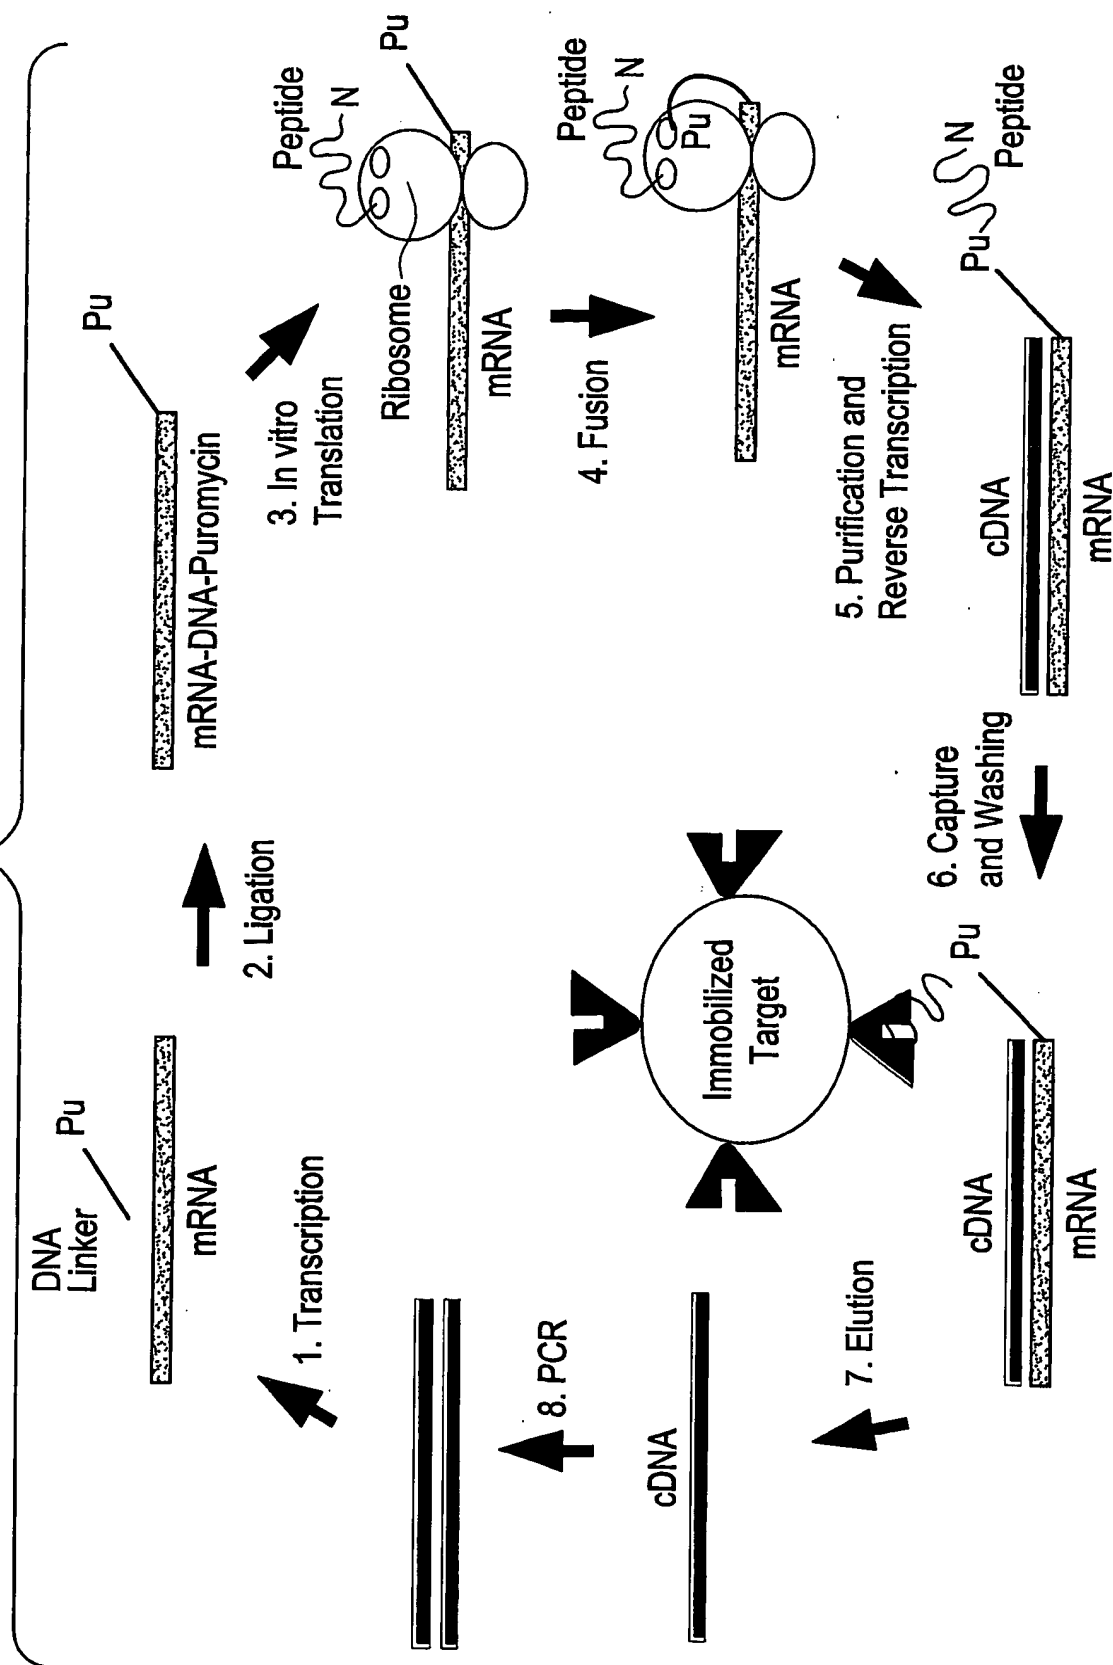 DNA
Linker
Pu
mRNA
1. Transcription
2. Ligation
Pu
mRNA-DNA-Puromycin
3. In vitro
Translation
Peptide
N
Pu
Ribosome
mRNA
4. Fusion
Peptide
N
Pu
mRNA
5. Purification and
Reverse Transcription
Pu
N
Peptide
cDNA
mRNA
6. Capture
and Washing
Immobilized
Target
Pu
cDNA
mRNA
7. Elution
cDNA
8. PCR